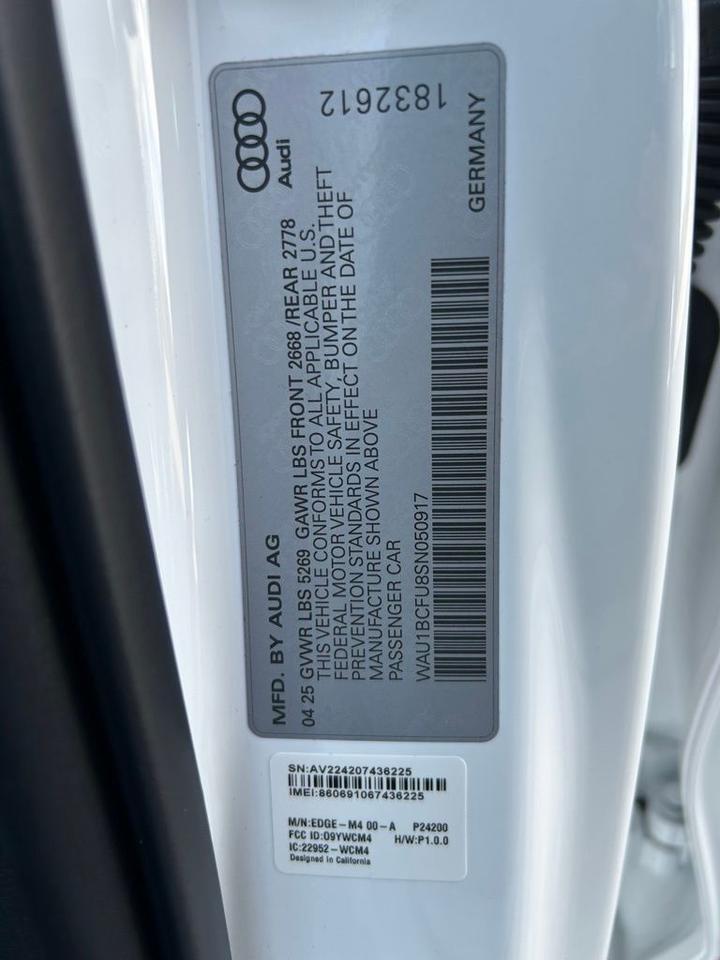 MFD. BY AUDI AG
Audi
04 25 GVWR LBS 5269 GAWR LBS FRONT 2668/REAR 2778
THIS VEHICLE CONFORMS TO ALL APPLICABLE U.S.
FEDERAL MOTOR VEHICLE SAFETY, BUMPER AND THEFT
PREVENTION STANDARDS IN EFFECT ON THE DATE OF
MANUFACTURE SHOWN ABOVE
PASSENGER CAR
WAU1BCFU8SN050917
GERMANY
1832612
SN:AV224207436225
IMEI:860691067436225
M/N:EDGE-M4 00-A P24200
FCC ID:O9YWCM4 H/W:P1.0.0
IC:22952-WCM4
Designed in California